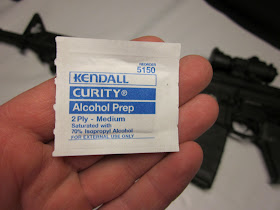 REORDER
5150
KENDALL
CURITY®
Alcohol Prep
2 Ply - Medium
Saturated with
70% Isopropyl Alcohol
FOR EXTERNAL USE ONLY